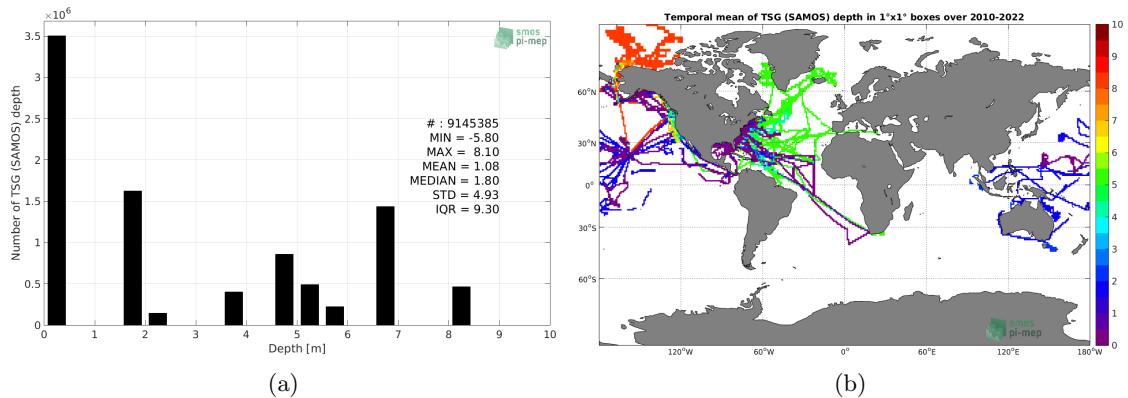 ×10⁶
3.5
3
2.5
2
1.5
1
0.5
0
Number of TSG (SAMOS) depth
smos
pi-mep
# : 9145385
MIN = -5.80
MAX = 8.10
MEAN = 1.08
MEDIAN = 1.80
STD = 4.93
IQR = 9.30
0 1 2 3 4 5 6 7 8 9 10
Depth [m]
(a)
Temporal mean of TSG (SAMOS) depth in 1°x1° boxes over 2010-2022
60°N
30°N
0°
30°S
60°S
120°W 60°W 0° 60°E 120°E 180°W
smos
pi-mep
10
9
8
7
6
5
4
3
2
1
0
(b)